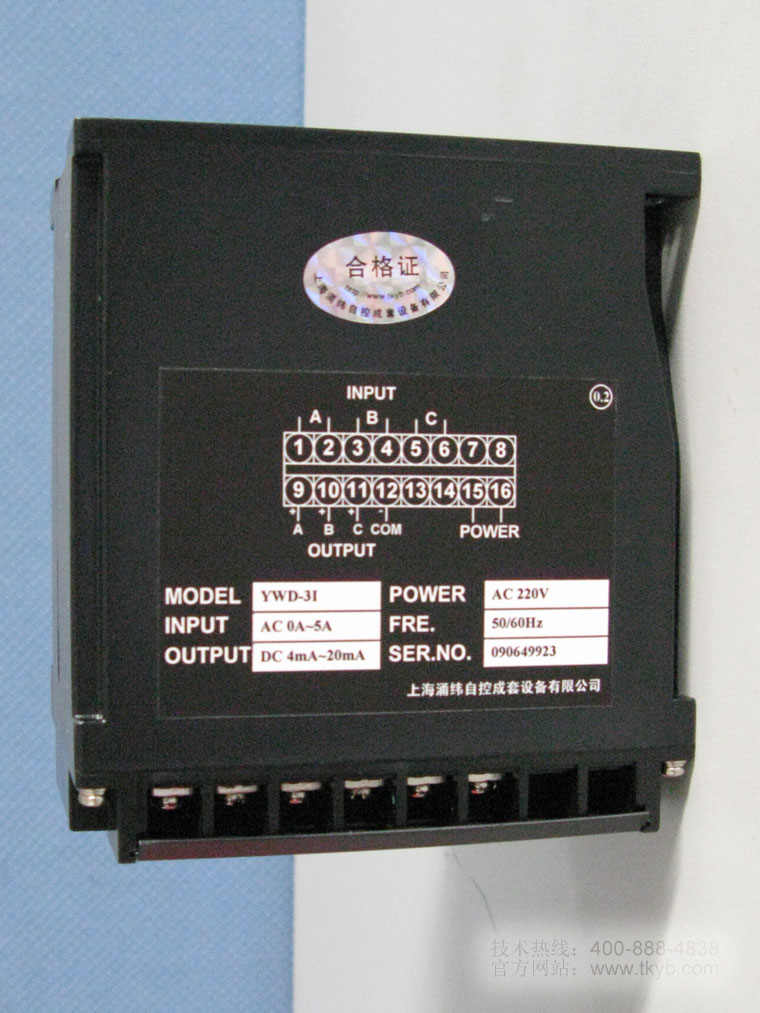 合格证
http://www.tkyb.com
上海涌纬自控成套设备有限公司
INPUT
0.2
A B C
1 2 3 4 5 6 7 8
9 10 11 12 13 14 15 16
+ + + -
A B C COM POWER
OUTPUT
MODEL YWD-3I POWER AC 220V
INPUT AC 0A~5A FRE. 50/60Hz
OUTPUT DC 4mA~20mA SER.NO. 090649923
上海涌纬自控成套设备有限公司
技术热线：400-888-4838
官方网站：www.tkyb.com